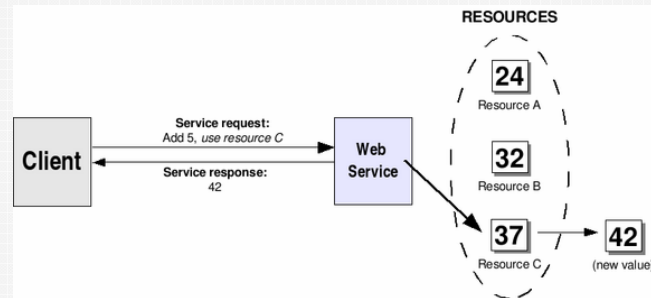 RESOURCES
24
Resource A
Service request:
Add 5, use resource C
Client
Web
Service
32
Resource B
Service response:
42
37
Resource C
42
(new value)